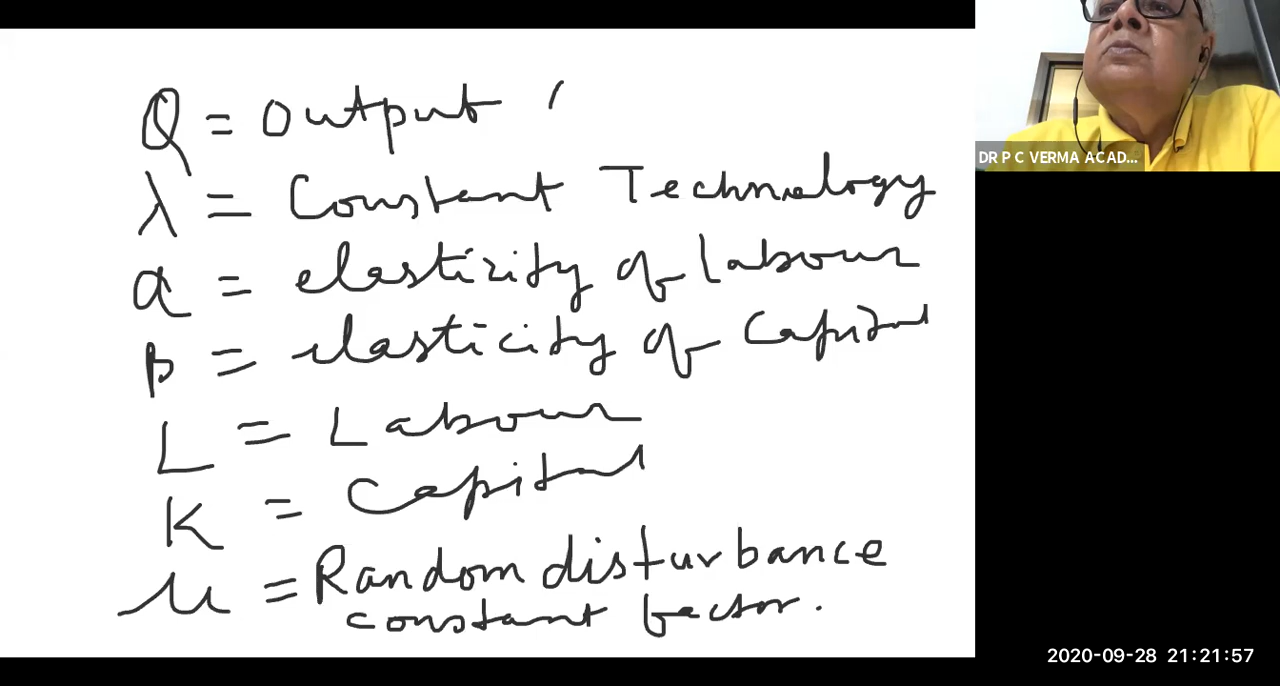 Q = Output (
λ = Constant Technology
α = elasticity of Labour
β = elasticity of Capital
L = Labour
K = Capital
μ = Random disturbance
constant factor.
DR P C VERMA ACAD...
2020-09-28 21:21:57